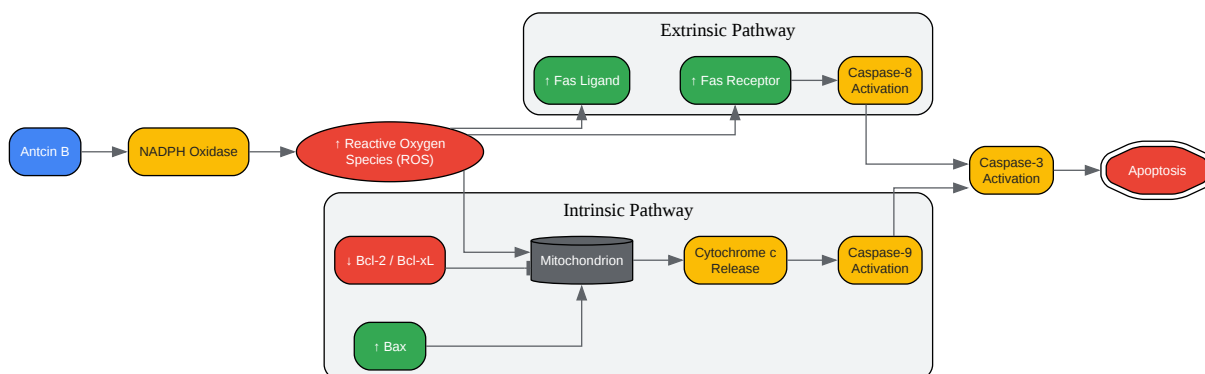 Extrinsic Pathway
↑ Fas Ligand
↑ Fas Receptor
Caspase-8
Activation
Antcin B
NADPH Oxidase
↑ Reactive Oxygen
Species (ROS)
Caspase-3
Activation
Apoptosis
Intrinsic Pathway
↓ Bcl-2 / Bcl-xL
Mitochondrion
Cytochrome c
Release
Caspase-9
Activation
↑ Bax